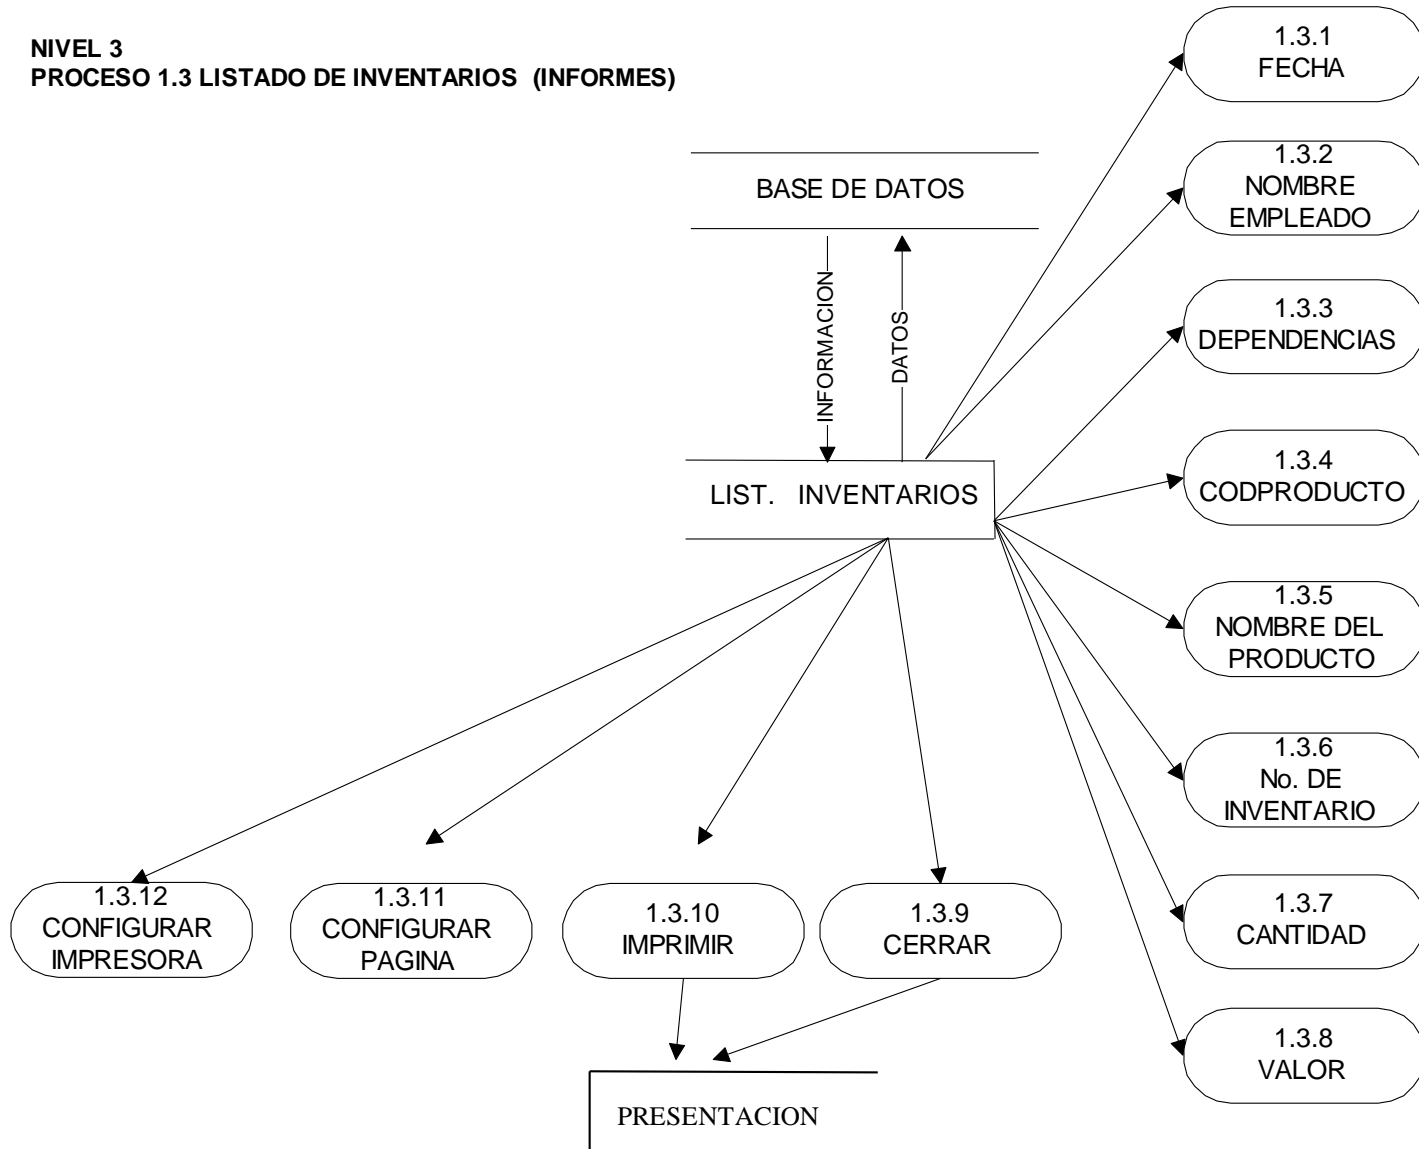 NIVEL 3
PROCESO 1.3 LISTADO DE INVENTARIOS (INFORMES)
1.3.1
FECHA
1.3.2
NOMBRE
EMPLEADO
BASE DE DATOS
INFORMACION
DATOS
1.3.3
DEPENDENCIAS
LIST. INVENTARIOS
1.3.4
CODPRODUCTO
1.3.5
NOMBRE DEL
PRODUCTO
1.3.6
No. DE
INVENTARIO
1.3.7
CANTIDAD
1.3.8
VALOR
1.3.12
CONFIGURAR
IMPRESORA
1.3.11
CONFIGURAR
PAGINA
1.3.10
IMPRIMIR
1.3.9
CERRAR
PRESENTACION